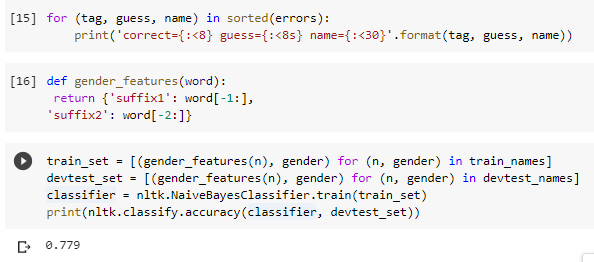 [15] for (tag, guess, name) in sorted(errors):
    print('correct={:<8} guess={:<8s} name={:<30}'.format(tag, guess, name))
[16] def gender_features(word):
 return {'suffix1': word[-1:],
'suffix2': word[-2:]}
train_set = [(gender_features(n), gender) for (n, gender) in train_names]
devtest_set = [(gender_features(n), gender) for (n, gender) in devtest_names]
classifier = nltk.NaiveBayesClassifier.train(train_set)
print(nltk.classify.accuracy(classifier, devtest_set))
0.779